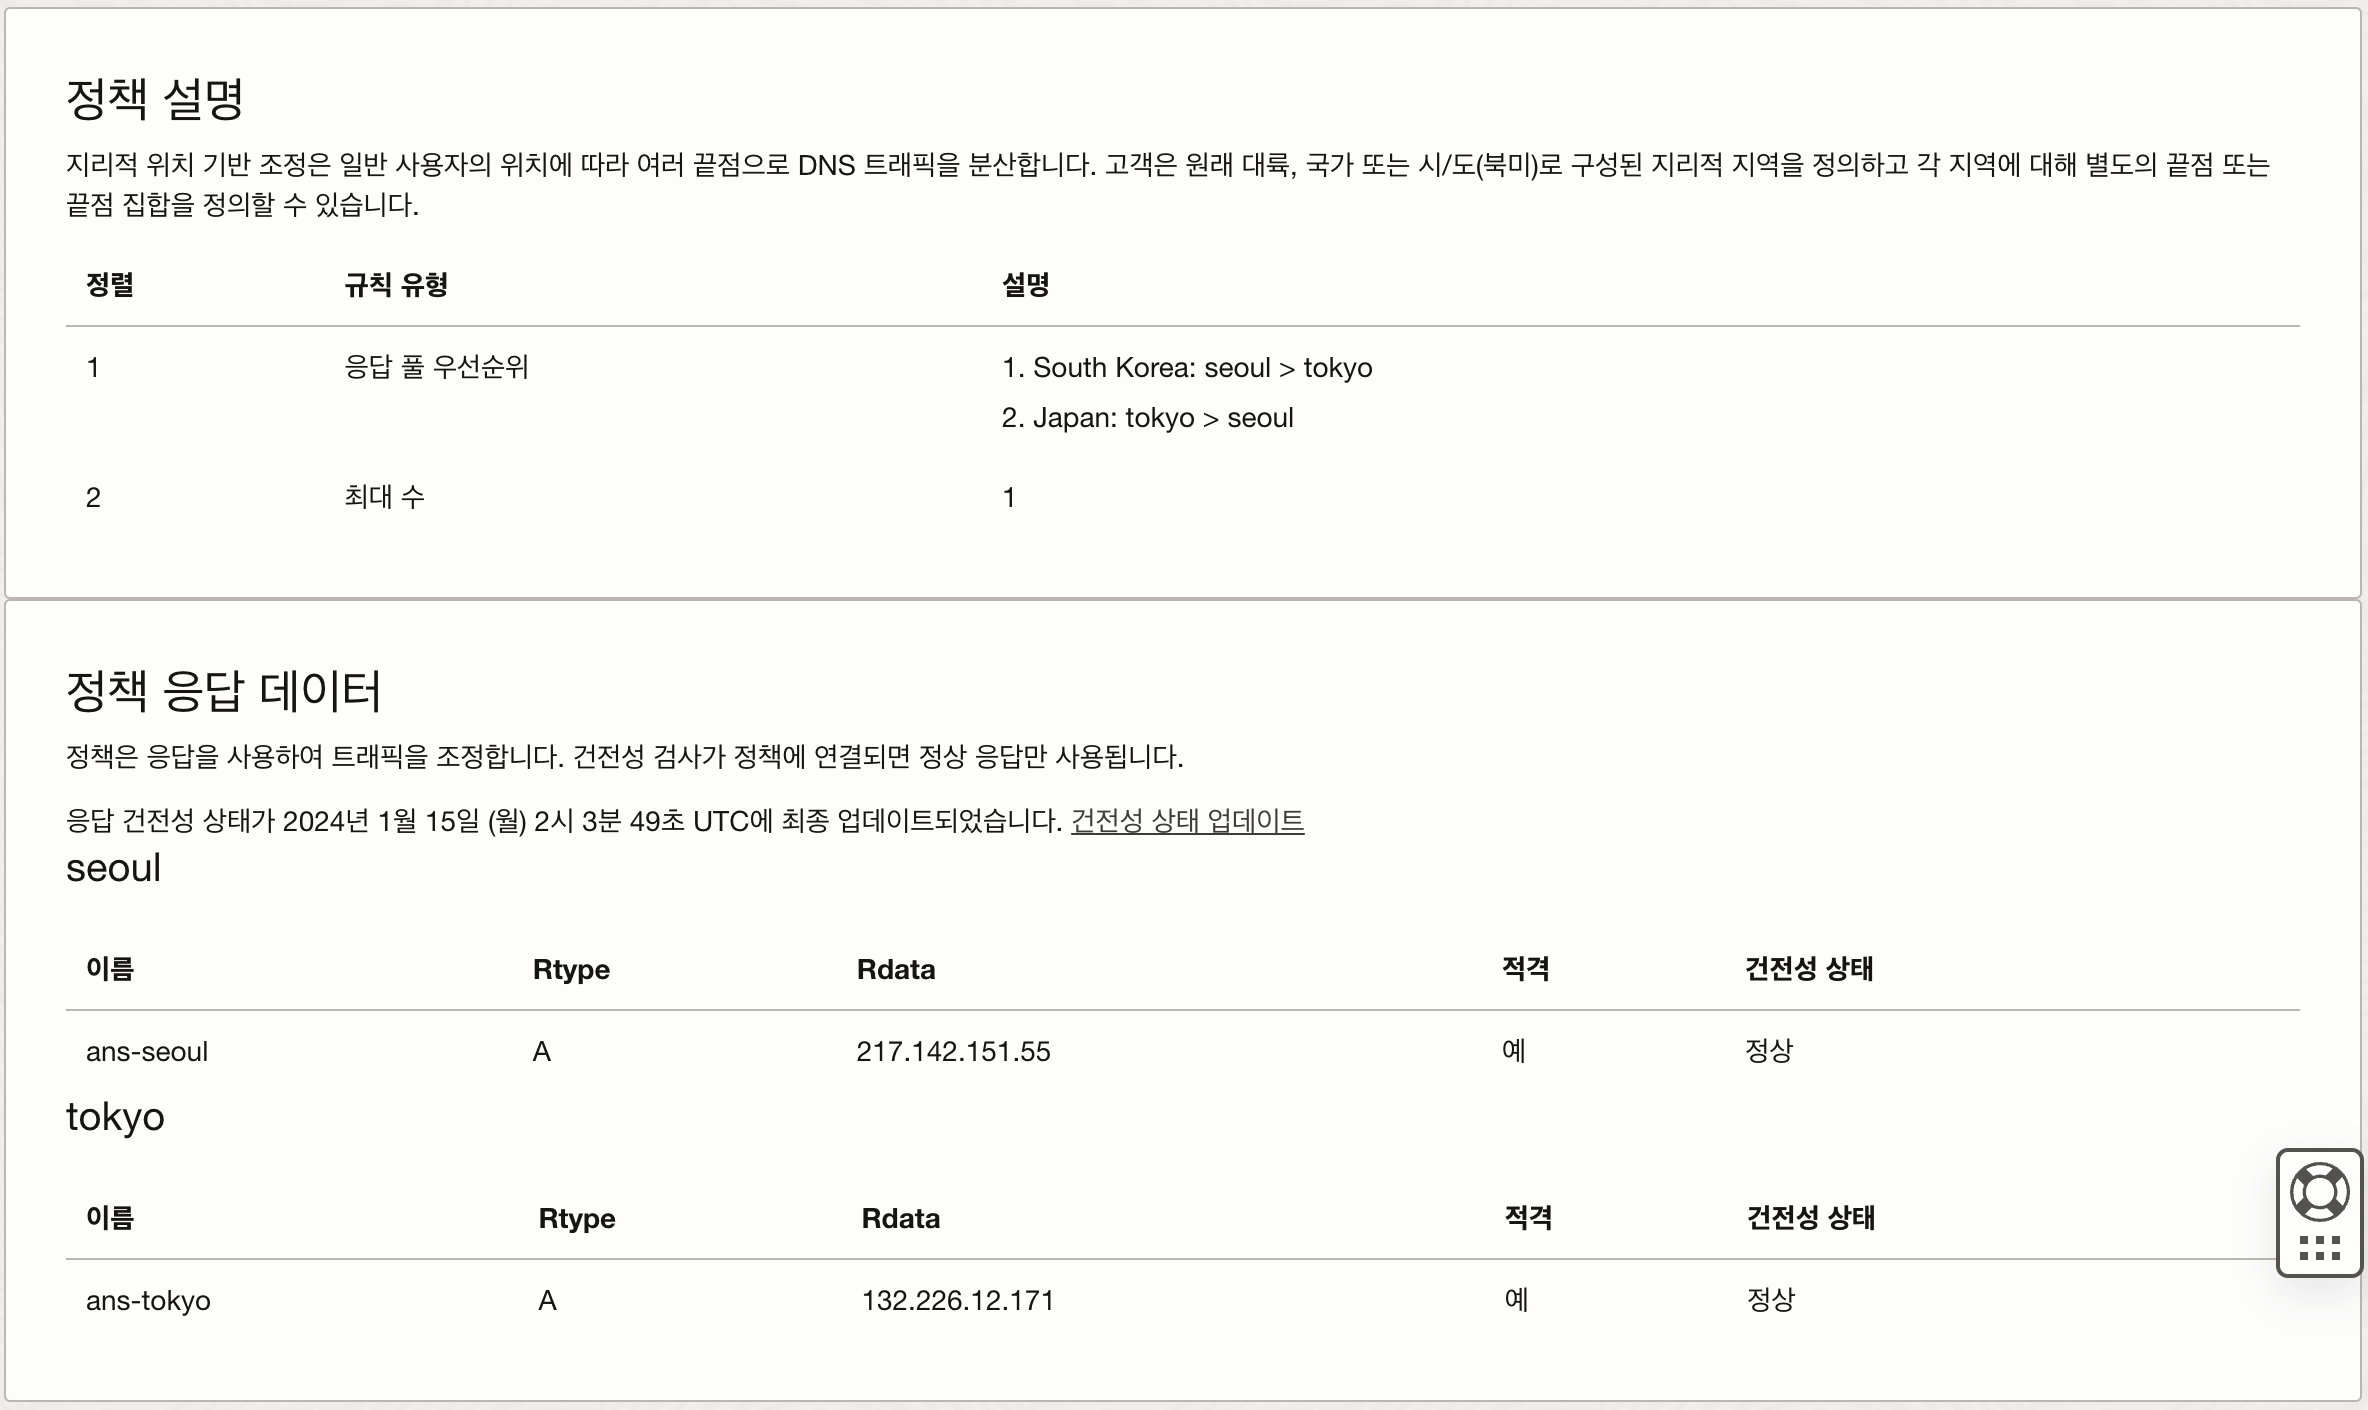 정책 설명
지리적 위치 기반 조정은 일반 사용자의 위치에 따라 여러 끝점으로 DNS 트래픽을 분산합니다. 고객은 원래 대륙, 국가 또는 시/도(북미)로 구성된 지리적 지역을 정의하고 각 지역에 대해 별도의 끝점 또는
끝점 집합을 정의할 수 있습니다.
정렬 규칙 유형 설명
1 응답 풀 우선순위 1. South Korea: seoul > tokyo
2. Japan: tokyo > seoul
2 최대 수 1
정책 응답 데이터
정책은 응답을 사용하여 트래픽을 조정합니다. 건전성 검사가 정책에 연결되면 정상 응답만 사용됩니다.
응답 건전성 상태가 2024년 1월 15일 (월) 2시 3분 49초 UTC에 최종 업데이트되었습니다. 건전성 상태 업데이트
seoul
이름 Rtype Rdata 적격 건전성 상태
ans-seoul A 217.142.151.55 예 정상
tokyo
이름 Rtype Rdata 적격 건전성 상태
ans-tokyo A 132.226.12.171 예 정상